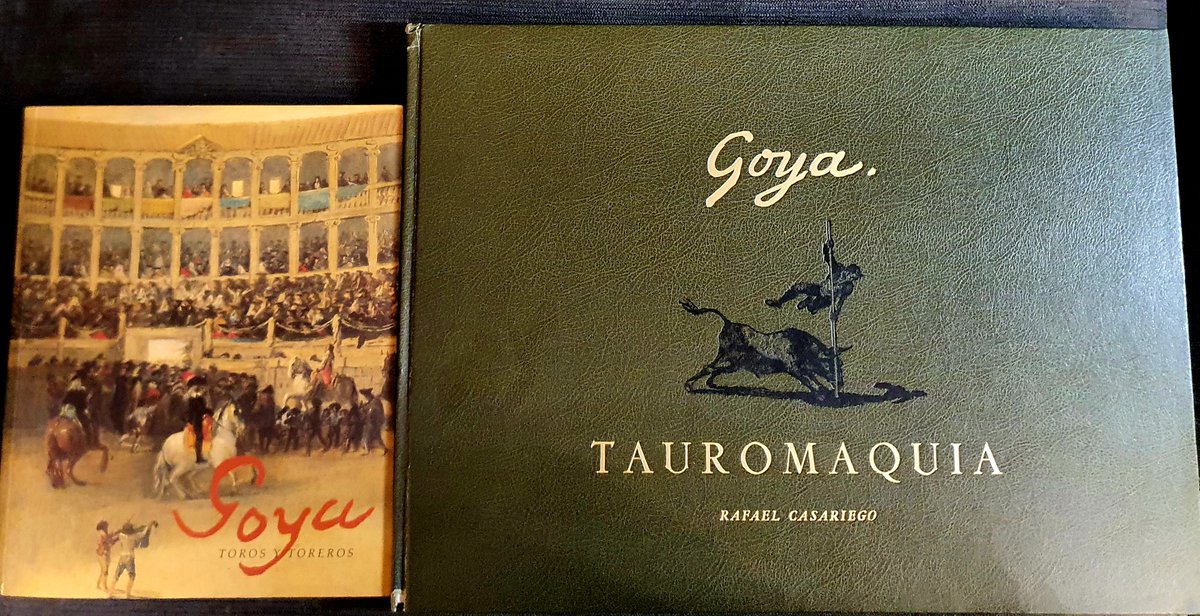 Goya
TOROS Y TOREROS
Goya.
TAUROMAQUIA
RAFAEL CASARIEGO